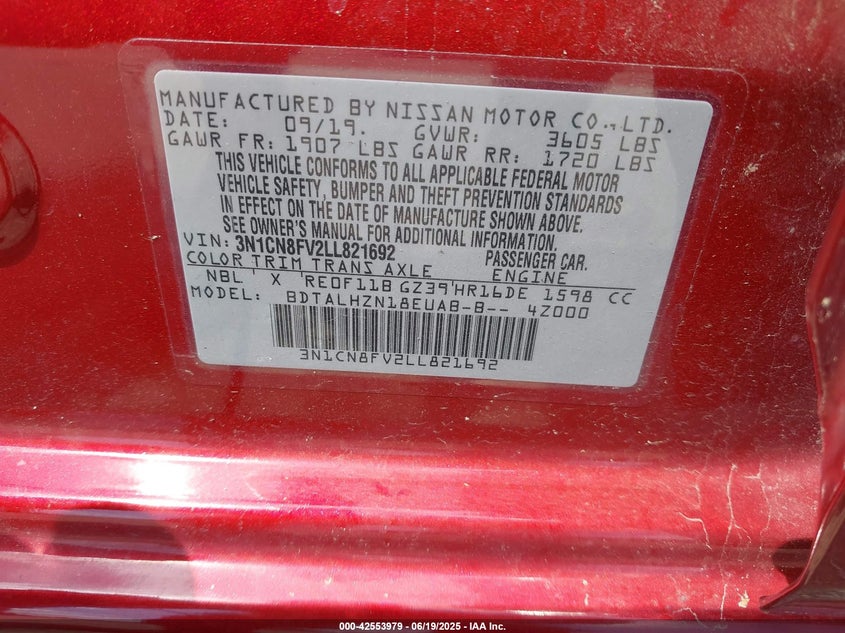 MANUFACTURED BY NISSAN MOTOR CO., LTD.
DATE: 09/19. GVWR: 3605 LBS
GAWR FR: 1907 LBS GAWR RR: 1720 LBS
THIS VEHICLE CONFORMS TO ALL APPLICABLE FEDERAL MOTOR
VEHICLE SAFETY, BUMPER AND THEFT PREVENTION STANDARDS
IN EFFECT ON THE DATE OF MANUFACTURE SHOWN ABOVE.
SEE OWNER'S MANUAL FOR ADDITIONAL INFORMATION.
VIN: 3N1CN8FV2LL821692 PASSENGER CAR.
COLOR TRIM TRANS AXLE ENGINE
NBL ' X 'RE0F11B GZ39'HR16DE 1598 CC
MODEL: BDTALHZN18EUAB-B-- 4Z000
3N1CN8FV2LL821692
000-42553979 - 06/19/2025 - IAA Inc.